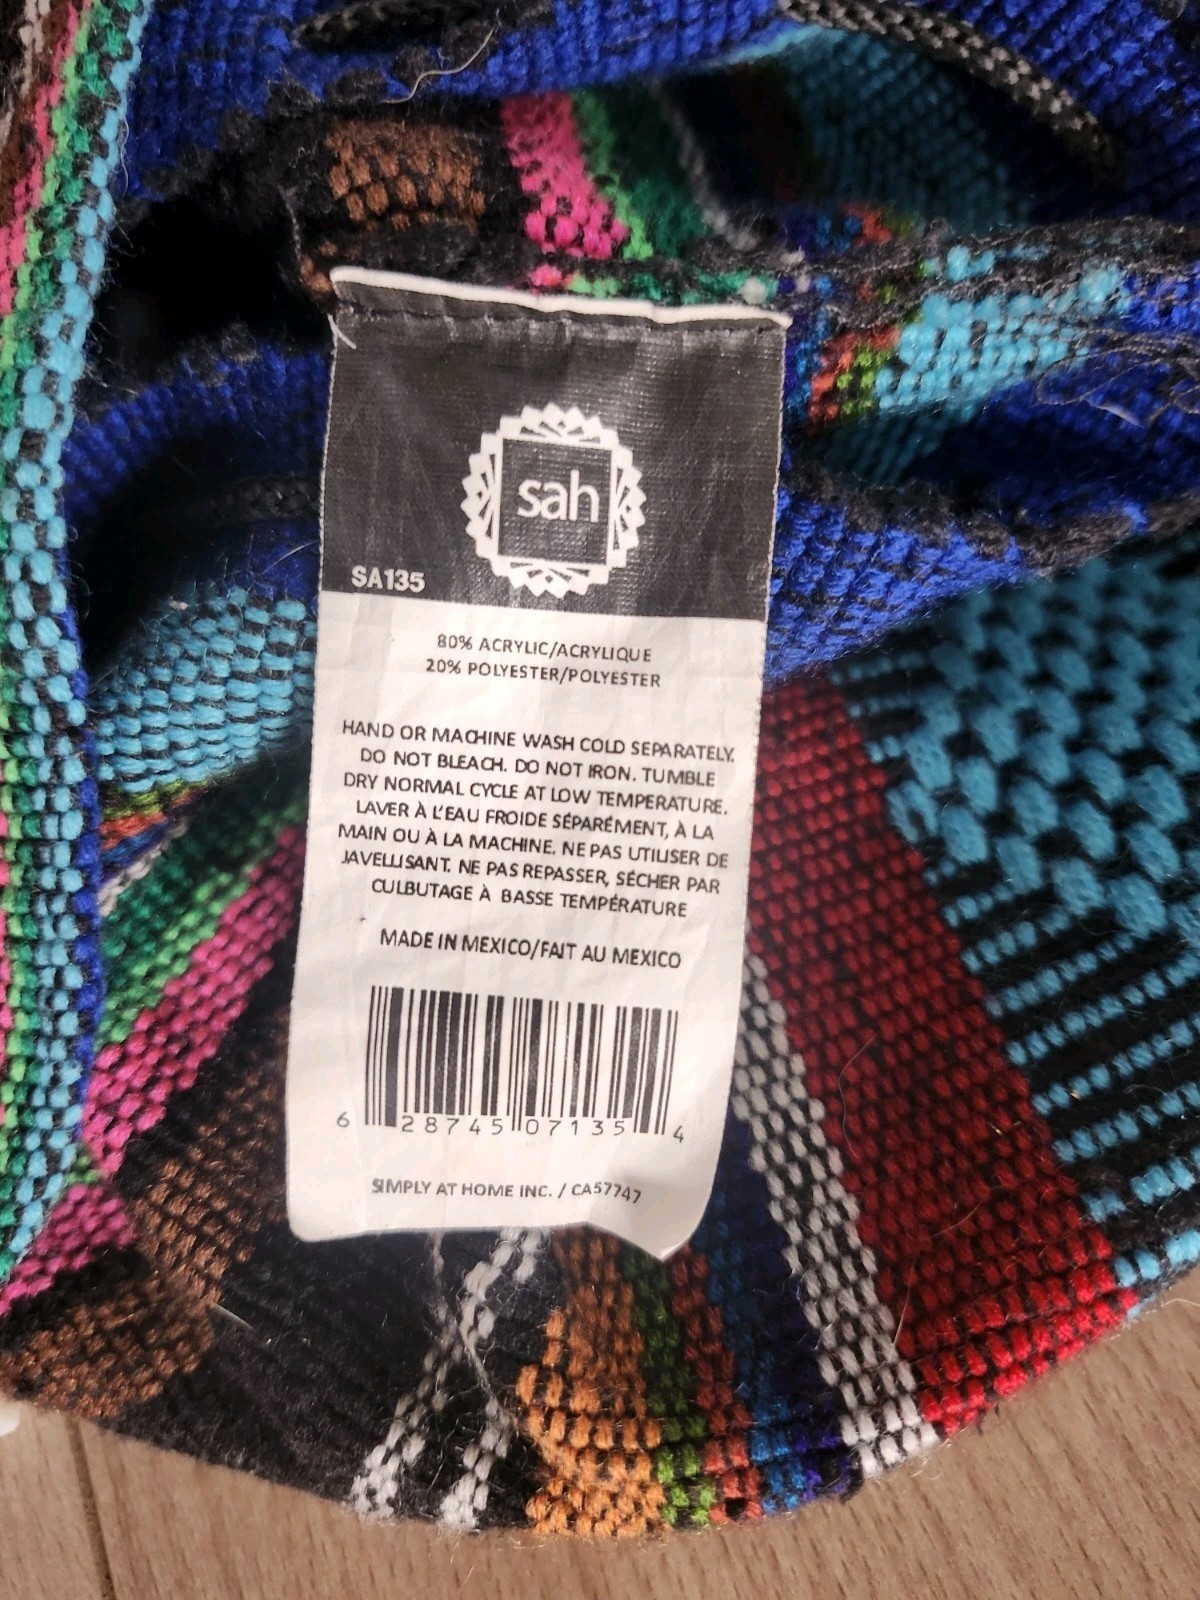 sah
SA135
80% ACRYLIC/ACRYLIQUE
20% POLYESTER/POLYESTER
HAND OR MACHINE WASH COLD SEPARATELY.
DO NOT BLEACH. DO NOT IRON. TUMBLE
DRY NORMAL CYCLE AT LOW TEMPERATURE.
LAVER À L'EAU FROIDE SÉPARÉMENT, À LA
MAIN OU À LA MACHINE. NE PAS UTILISER DE
JAVELLISANT. NE PAS REPASSER, SÉCHER PAR
CULBUTAGE À BASSE TEMPÉRATURE
MADE IN MEXICO/FAIT AU MEXICO
6 28745 07135 4
SIMPLY AT HOME INC. / CA57747